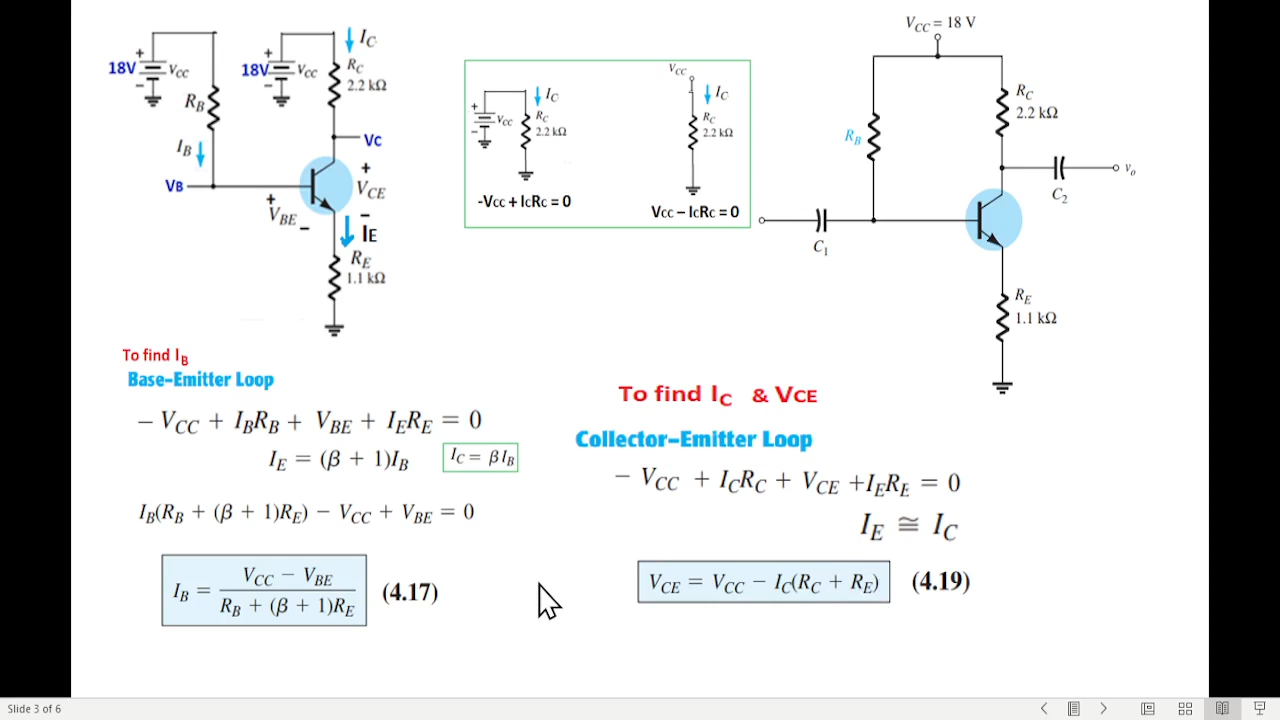 18V
VCC
RB
IB
VB
VBE
18V
VCC
IC
RC
2.2 kΩ
VC
VCE
IE
RE
1.1 kΩ
VCC
IC
RC
2.2 kΩ
-VCC + ICRC = 0
VCC
IC
RC
2.2 kΩ
VCC – ICRC = 0
VCC = 18 V
RC
2.2 kΩ
RB
C2
vo
C1
RE
1.1 kΩ
To find IB
Base–Emitter Loop
− VCC + IBRB + VBE + IERE = 0
IE = (β + 1)IB
IC = βIB
IB(RB + (β + 1)RE) − VCC + VBE = 0
IB = VCC − VBE
RB + (β + 1)RE
(4.17)
To find IC & VCE
Collector–Emitter Loop
− VCC + ICRC + VCE +IERE = 0
IE ≅ IC
VCE = VCC − IC(RC + RE) (4.19)
Slide 3 of 6